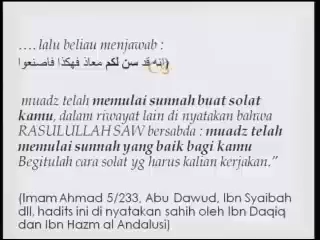 …. lalu beliau menjawab :
(إنه قد سن لكم معاذ فهكذا فاصنعوا
muadz telah memulai sunnah buat solat
kamu, dalam riwayat lain di nyatakan bahwa
RASULULLAH SAW bersabda : muadz telah
memulai sunnah yang baik bagi kamu
Begitulah cara solat yg harus kalian kerjakan,”
(Imam Ahmad 5/233, Abu Dawud, Ibn Syaibah
dll, hadits ini di nyatakan sahih oleh Ibn Daqiq
dan Ibn Hazm al Andalusi)